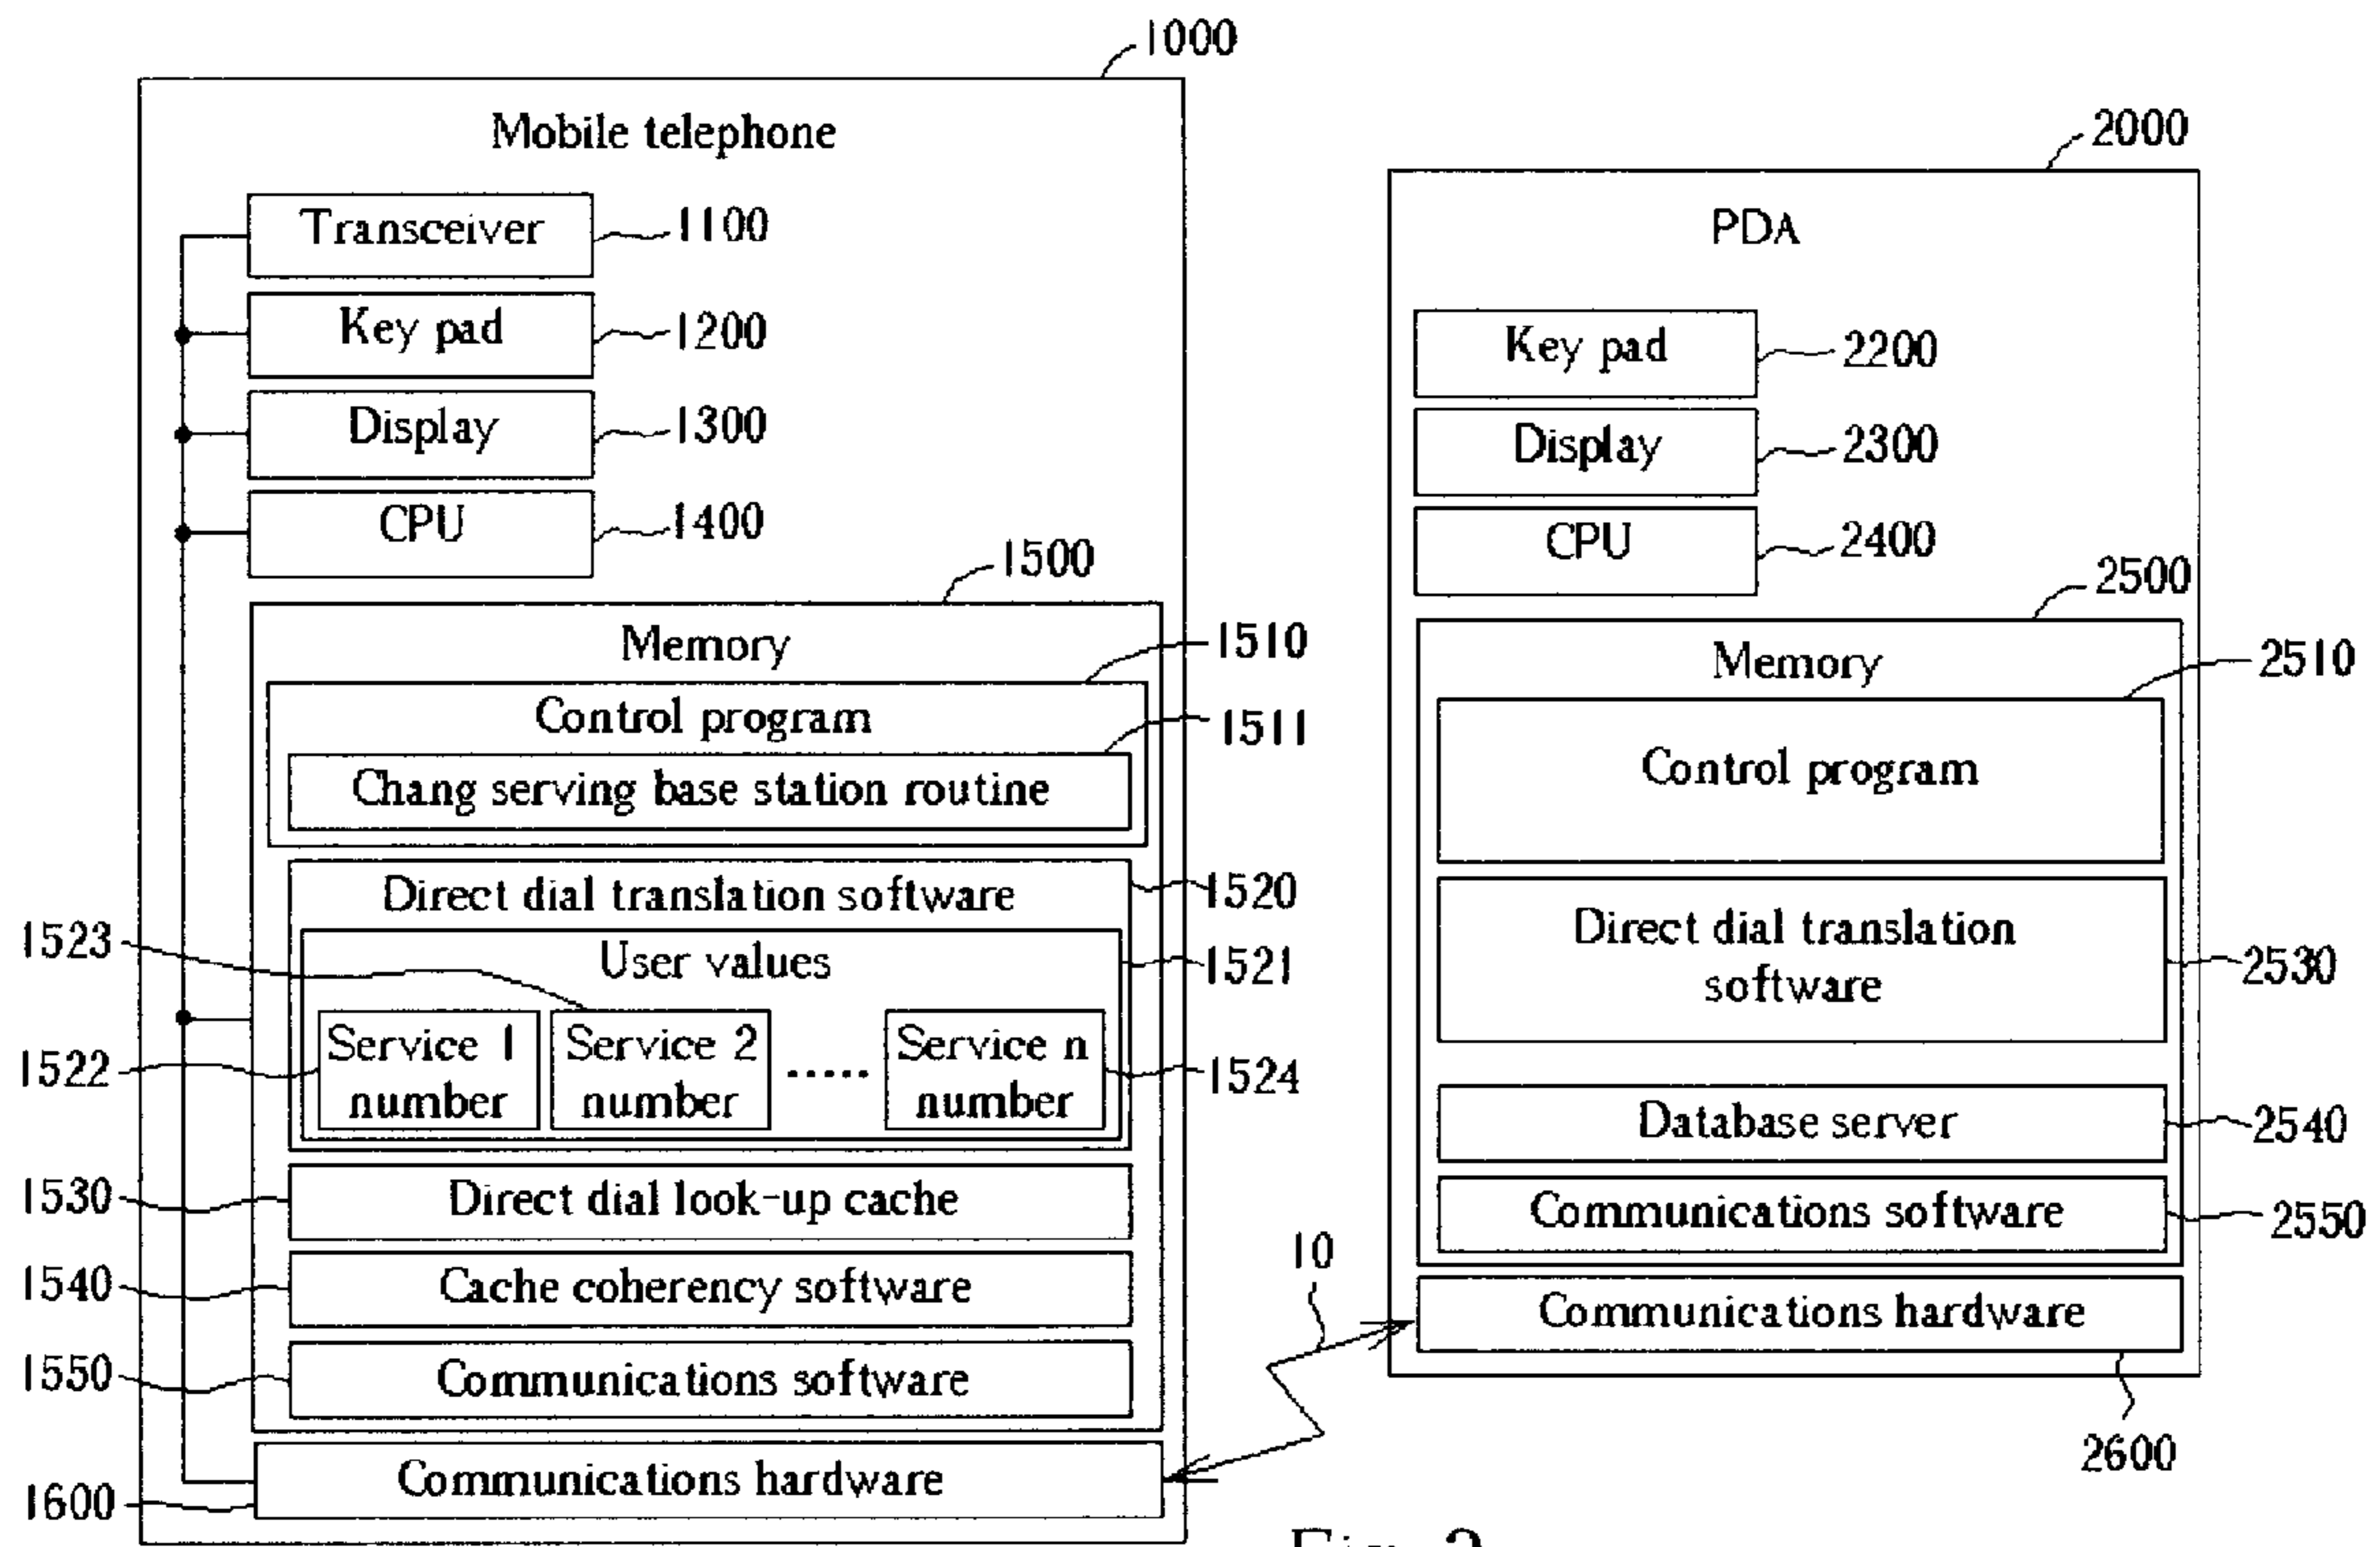 1000
Mobile telephone
Transceiver
1100
Key pad
1200
Display
1300
CPU
1400
1500
Memory
1510
Control program
1511
Chang serving base station routine
Direct dial translation software
1520
1523
User values
1521
Service 1
number
Service 2
number
.....
Service n
number
1522
1524
1530
Direct dial look-up cache
1540
Cache coherency software
1550
Communications software
Communications hardware
1600
10
2000
PDA
Key pad
2200
Display
2300
CPU
2400
2500
Memory
2510
Control program
Direct dial translation
software
2530
Database server
2540
Communications software
2550
Communications hardware
2600